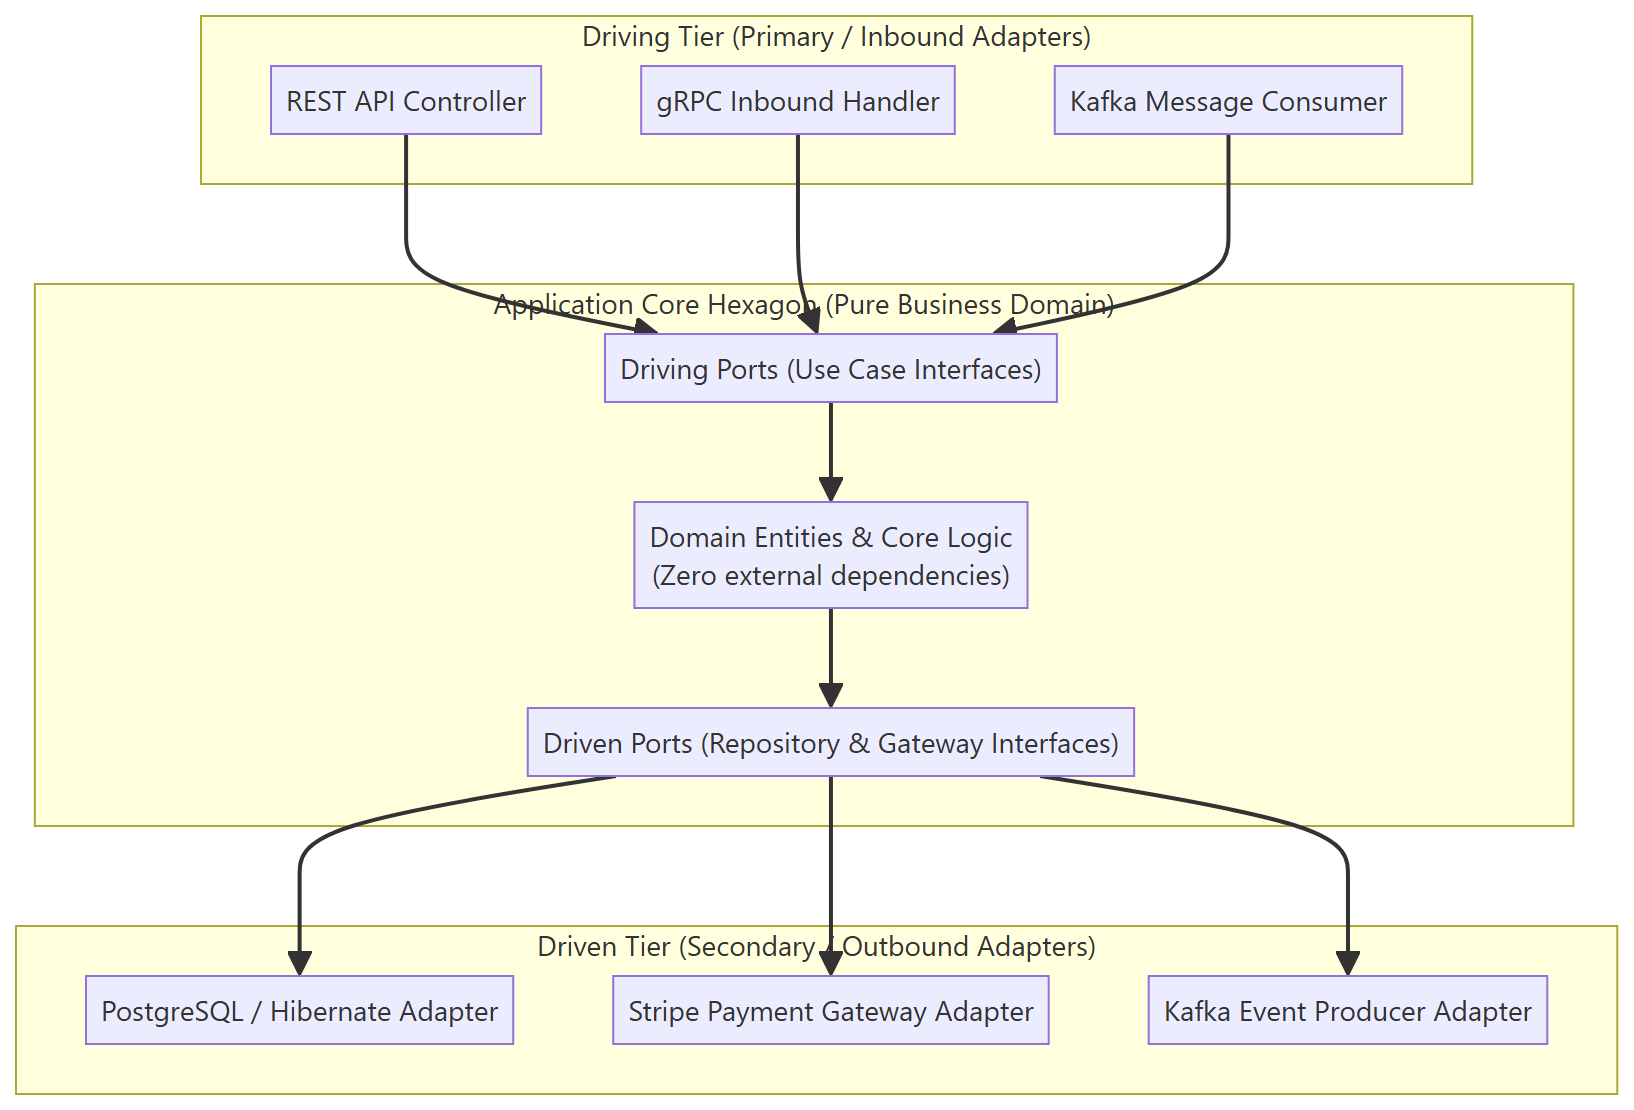 Driving Tier (Primary / Inbound Adapters)
REST API Controller
gRPC Inbound Handler
Kafka Message Consumer
Application Core Hexagon (Pure Business Domain)
Driving Ports (Use Case Interfaces)
Domain Entities & Core Logic
(Zero external dependencies)
Driven Ports (Repository & Gateway Interfaces)
Driven Tier (Secondary / Outbound Adapters)
PostgreSQL / Hibernate Adapter
Stripe Payment Gateway Adapter
Kafka Event Producer Adapter